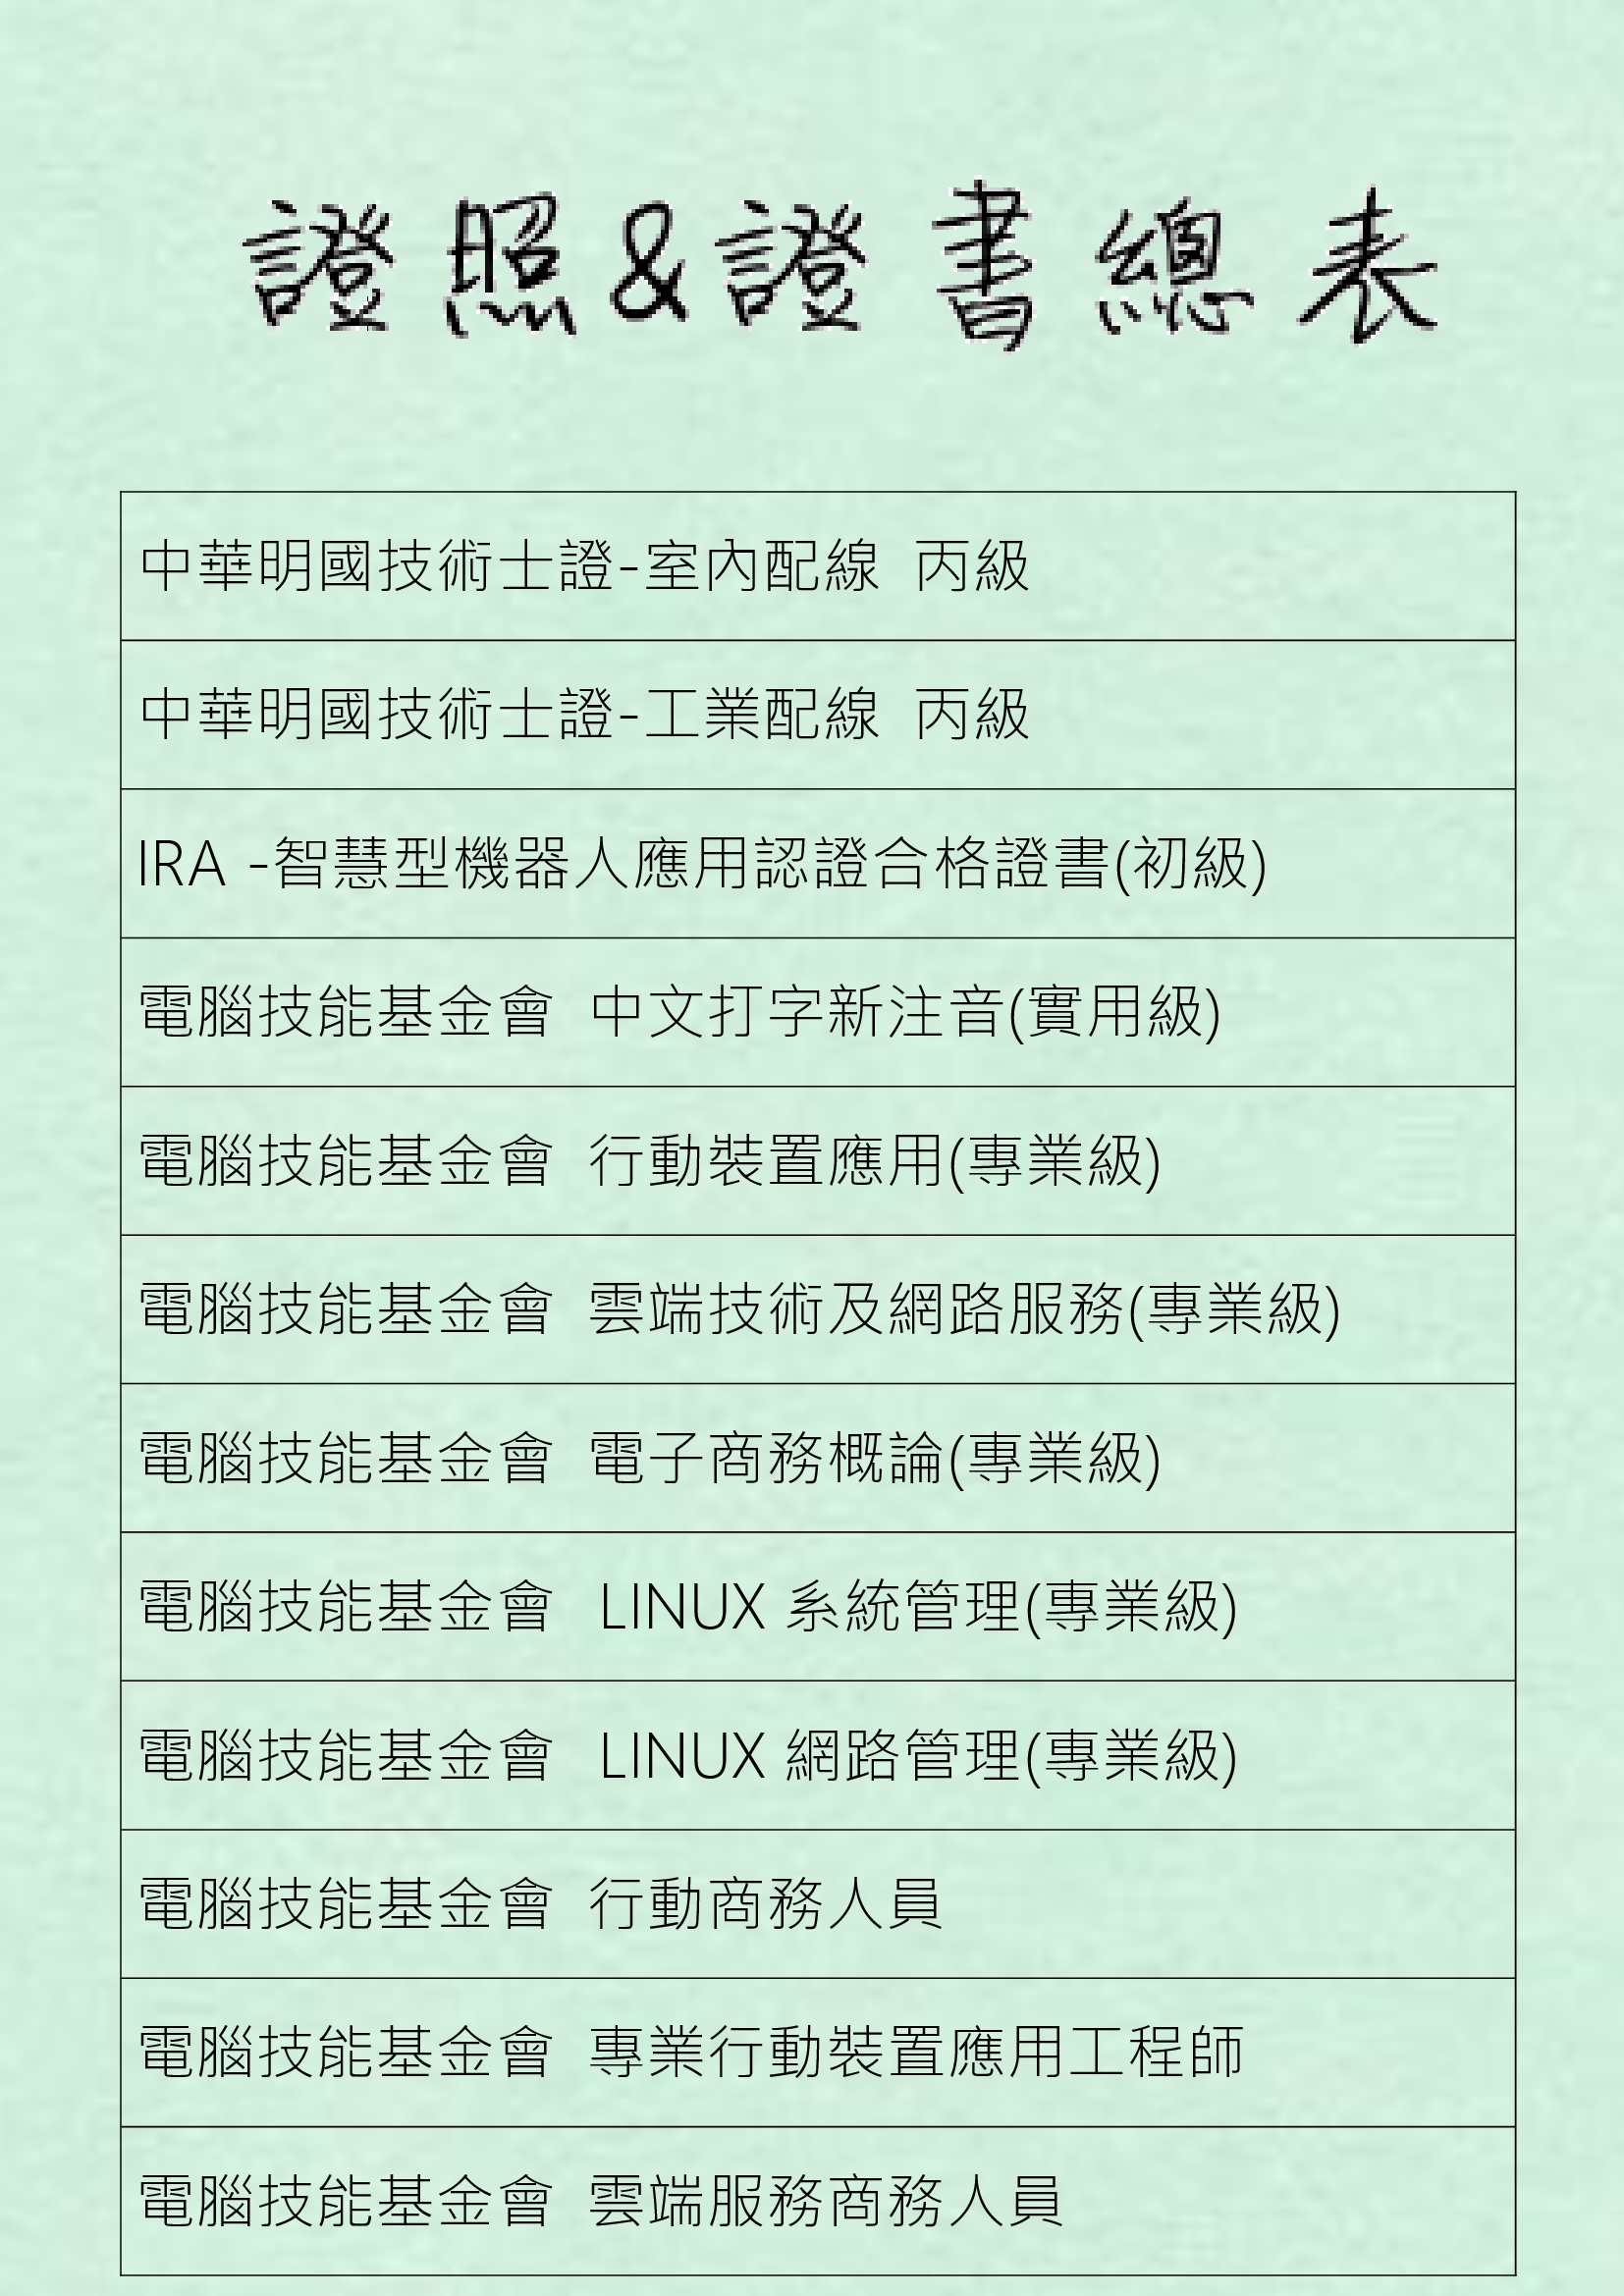 證照&證書總表
中華明國技術士證-室內配線 丙級
中華明國技術士證-工業配線 丙級
IRA -智慧型機器人應用認證合格證書(初級)
電腦技能基金會 中文打字新注音(實用級)
電腦技能基金會 行動裝置應用(專業級)
電腦技能基金會 雲端技術及網路服務(專業級)
電腦技能基金會 電子商務概論(專業級)
電腦技能基金會 LINUX 系統管理(專業級)
電腦技能基金會 LINUX 網路管理(專業級)
電腦技能基金會 行動商務人員
電腦技能基金會 專業行動裝置應用工程師
電腦技能基金會 雲端服務商務人員